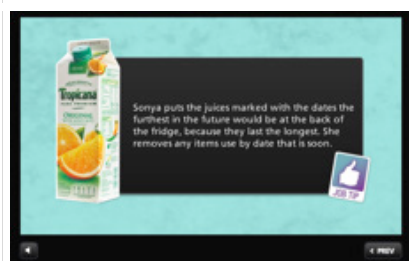 Tropicana
ORIGINAL
Sonya puts the juices marked with the dates the
furthest in the future would be at the back of
the fridge, because they last the longest. She
removes any items use by date that is soon.
JOB TIP
< PREV